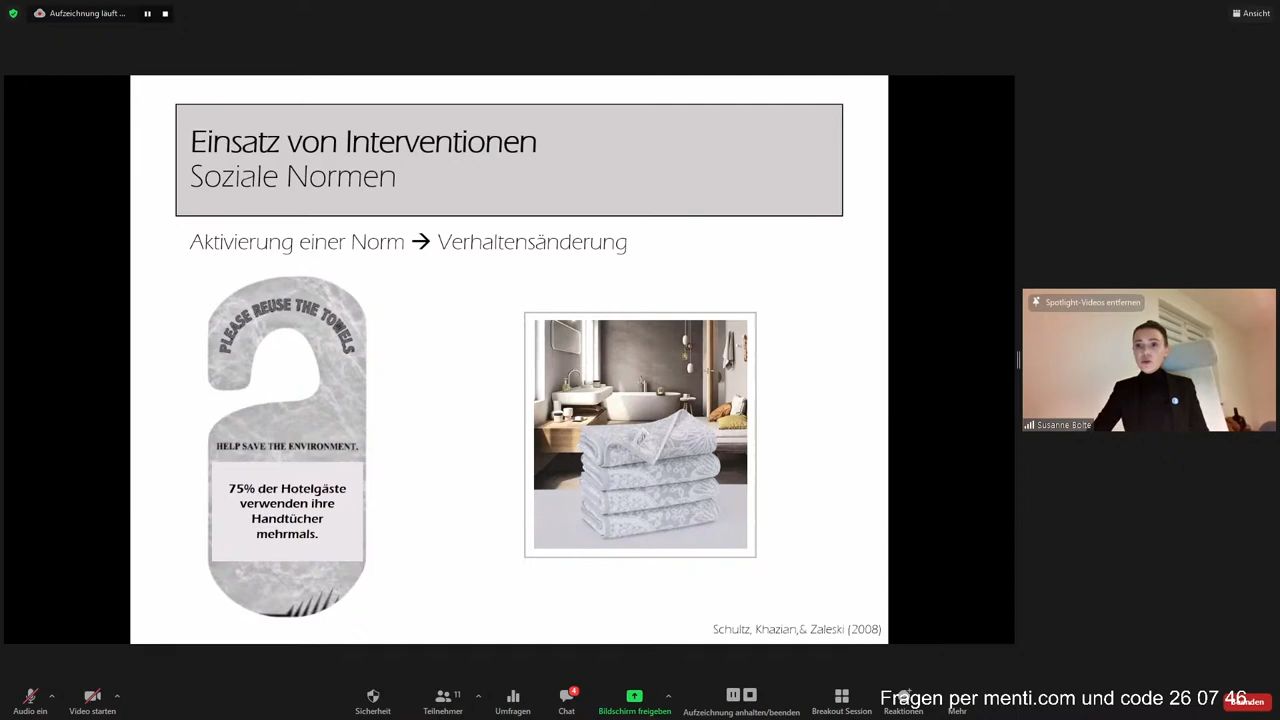 Aufzeichnung läuft ...
Ansicht
Einsatz von Interventionen
Soziale Normen
Aktivierung einer Norm → Verhaltensänderung
PLEASE REUSE THE TOWELS
HELP SAVE THE ENVIRONMENT.
75% der Hotelgäste
verwenden ihre
Handtücher
mehrmals.
Schultz, Khazian,& Zaleski (2008)
Spotlight-Videos entfernen
Susanne Bolte
Fragen per menti.com und code 26 07 46
11
4
Audio ein
Video starten
Sicherheit
Teilnehmer
Umfragen
Chat
Bildschirm freigeben
Aufzeichnung anhalten/beenden
Breakout Session
Reaktionen
Mehr